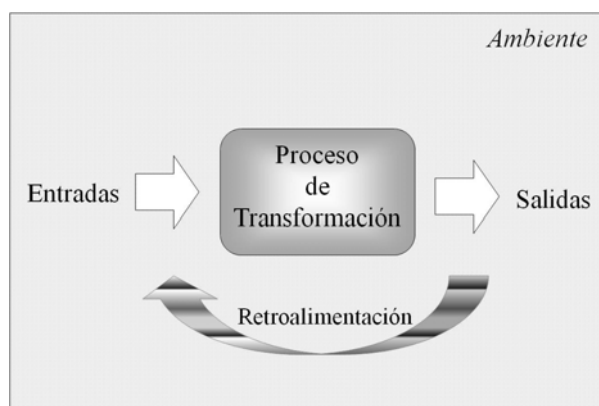 Ambiente
Proceso
de
Transformación
Entradas
Salidas
Retroalimentación